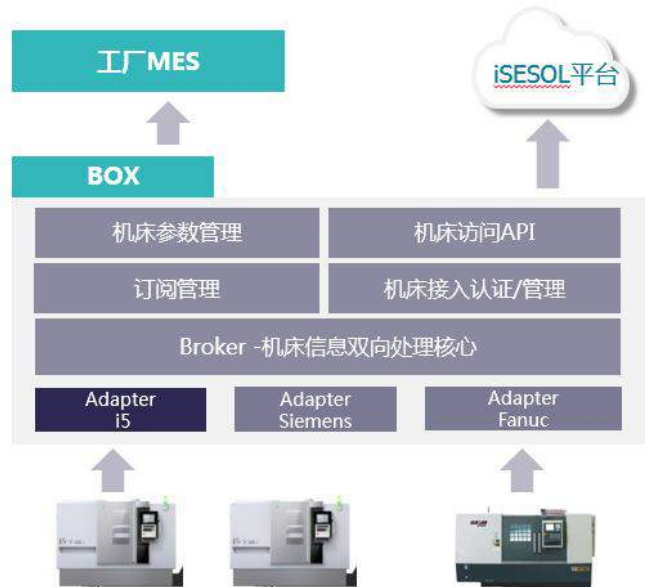 工厂MES
iSESOL平台
BOX
机床参数管理
机床访问API
订阅管理
机床接入认证/管理
Broker -机床信息双向处理核心
Adapter
i5
Adapter
Siemens
Adapter
Fanuc